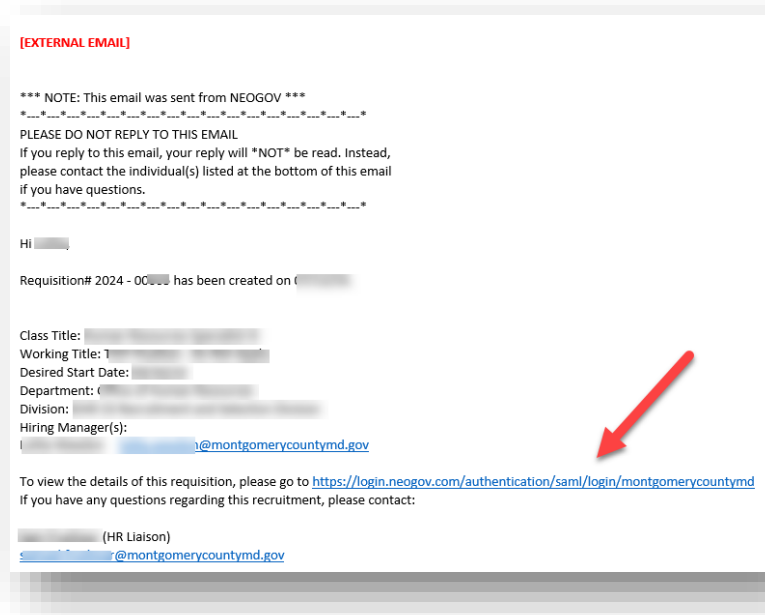 [EXTERNAL EMAIL]
*** NOTE: This email was sent from NEOGOV ***
*---*---*---*---*---*---*---*---*---*---*---*---*---*---*---*---*---*
PLEASE DO NOT REPLY TO THIS EMAIL
If you reply to this email, your reply will *NOT* be read. Instead,
please contact the individual(s) listed at the bottom of this email
if you have questions.
*---*---*---*---*---*---*---*---*---*---*---*---*---*---*---*---*---*
Hi
Requisition# 2024 - 00 has been created on
Class Title:
Working Title:
Desired Start Date:
Department:
Division:
Hiring Manager(s):
@montgomerycountymd.gov
To view the details of this requisition, please go to https://login.neogov.com/authentication/saml/login/montgomerycountymd
If you have any questions regarding this recruitment, please contact:
(HR Liaison)
r@montgomerycountymd.gov